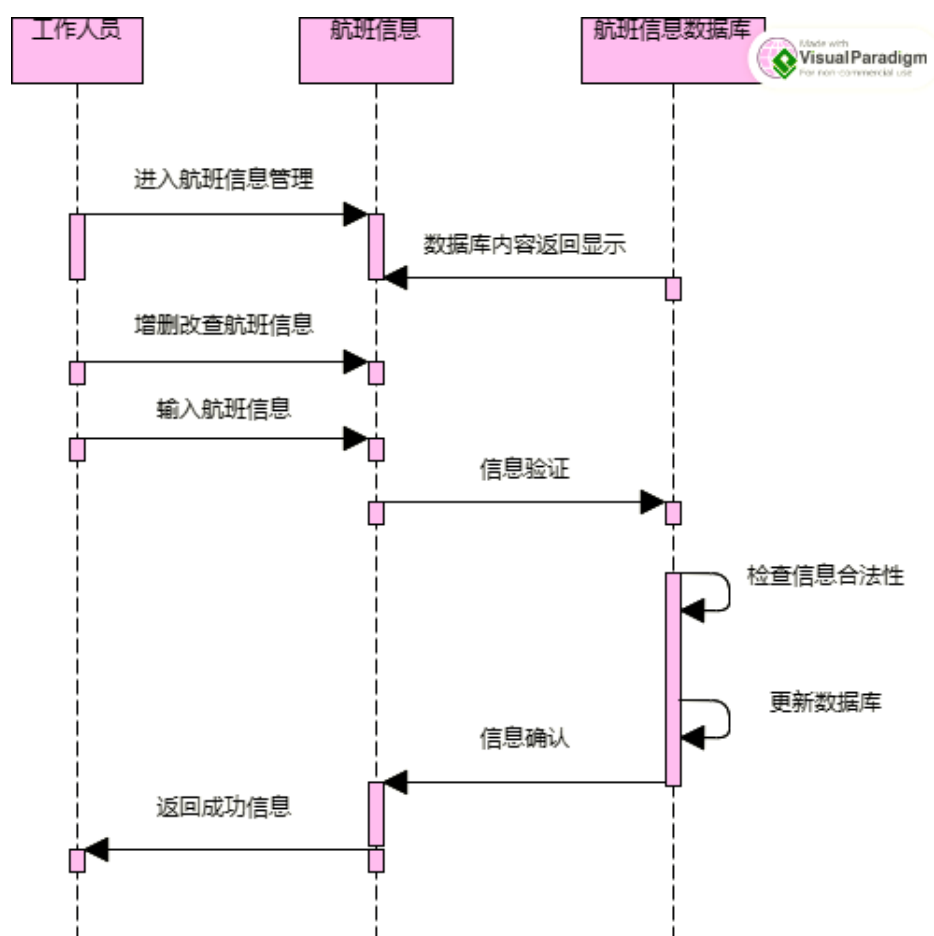 工作人员
航班信息
航班信息数据库
Made with
Visual Paradigm
For non-commercial use
进入航班信息管理
数据库内容返回显示
增删改查航班信息
输入航班信息
信息验证
检查信息合法性
更新数据库
信息确认
返回成功信息